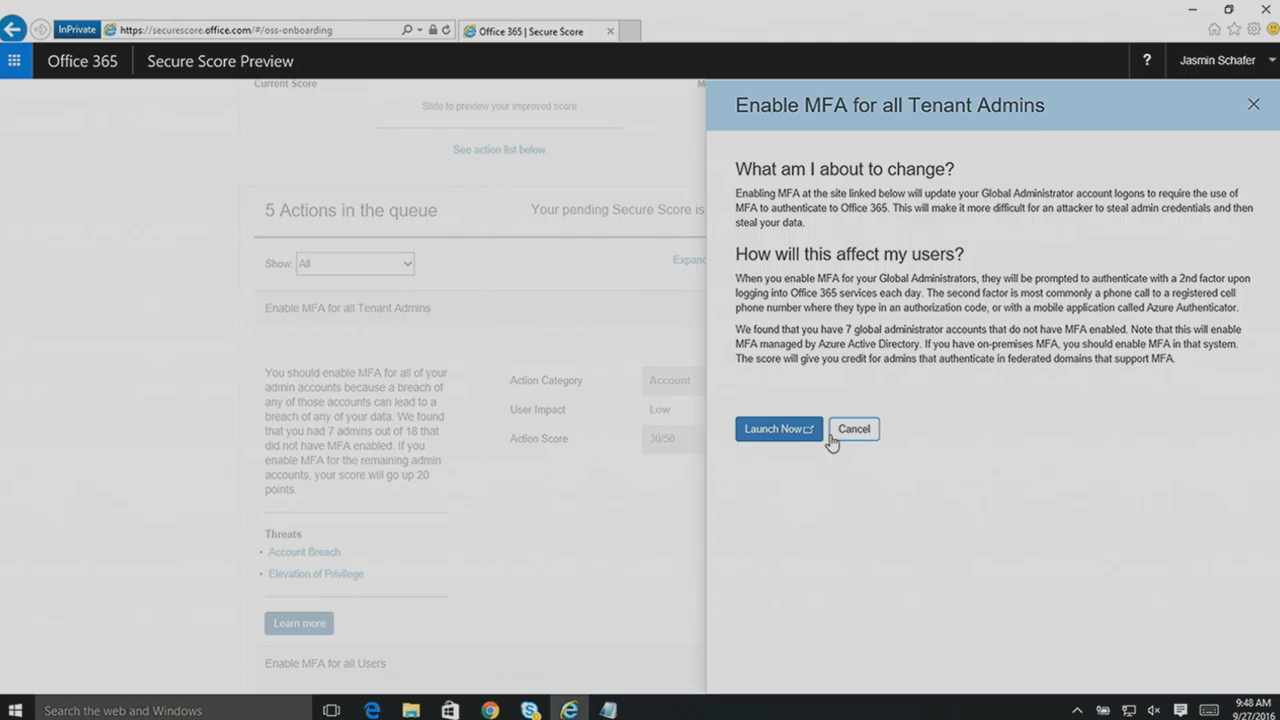 InPrivate
https://securescore.office.com/#/oss-onboarding
Office 365 | Secure Score
Office 365
Secure Score Preview
?
Jasmin Schafer
Current Score
M
Slide to preview your improved score
See action list below
5 Actions in the queue
Your pending Secure Score is
Show:
All
Expand
Enable MFA for all Tenant Admins
You should enable MFA for all of your
admin accounts because a breach of
any of those accounts can lead to a
breach of any of your data. We found
that you had 7 admins out of 18 that
did not have MFA enabled. If you
enable MFA for the remaining admin
accounts, your score will go up 20
points.
Action Category
Account
User Impact
Low
Action Score
30/50
Threats
• Account Breach
• Elevation of Privilege
Learn more
Enable MFA for all Users
Enable MFA for all Tenant Admins
What am I about to change?
Enabling MFA at the site linked below will update your Global Administrator account logons to require the use of
MFA to authenticate to Office 365. This will make it more difficult for an attacker to steal admin credentials and then
steal your data.
How will this affect my users?
When you enable MFA for your Global Administrators, they will be prompted to authenticate with a 2nd factor upon
logging into Office 365 services each day. The second factor is most commonly a phone call to a registered cell
phone number where they type in an authorization code, or with a mobile application called Azure Authenticator.
We found that you have 7 global administrator accounts that do not have MFA enabled. Note that this will enable
MFA managed by Azure Active Directory. If you have on-premises MFA, you should enable MFA in that system.
The score will give you credit for admins that authenticate in federated domains that support MFA.
Launch Now
Cancel
Search the web and Windows
9:48 AM
9/27/2016